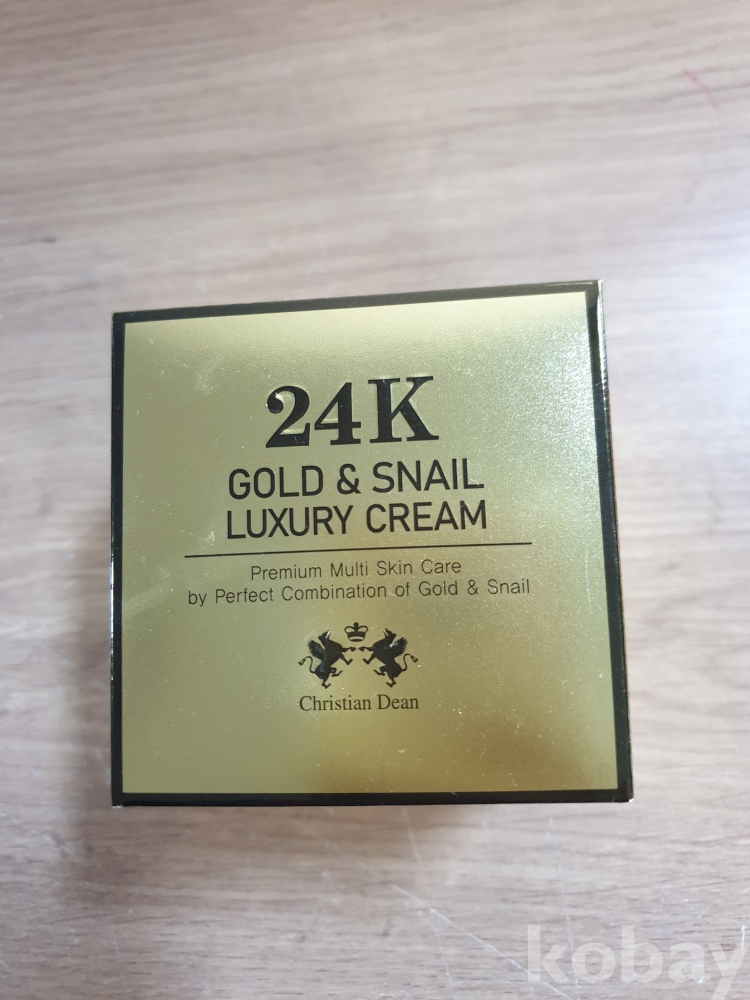 24K
GOLD & SNAIL
LUXURY CREAM
Premium Multi Skin Care
by Perfect Combination of Gold & Snail
Christian Dean
kobay